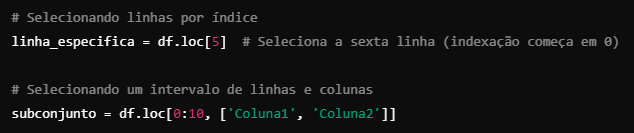 # Selecionando linhas por índice
linha_especifica = df.loc[5]  # Seleciona a sexta linha (indexação começa em 0)
# Selecionando um intervalo de linhas e colunas
subconjunto = df.loc[0:10, ['Coluna1', 'Coluna2']]